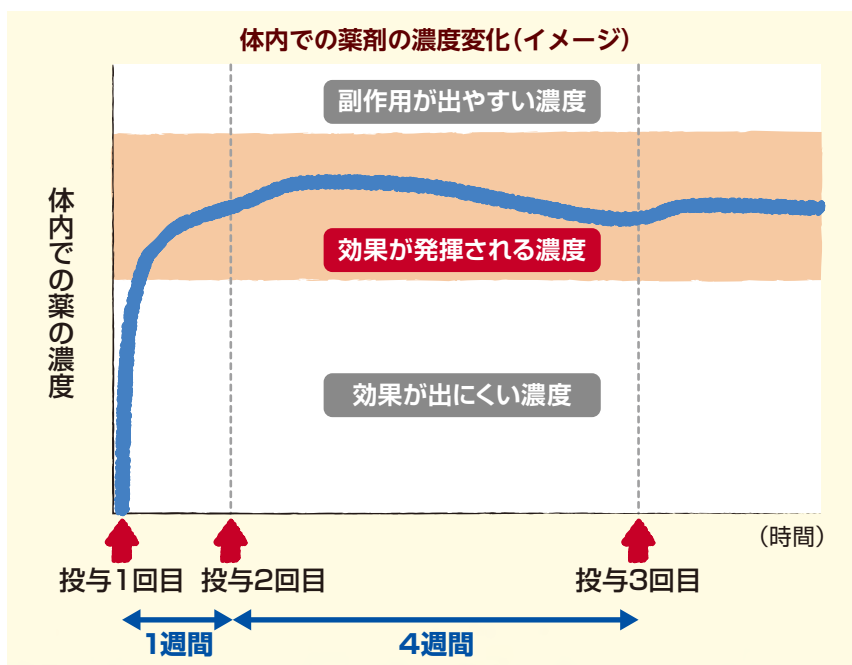 体内での薬剤の濃度変化（イメージ）
副作用が出やすい濃度
体内での薬の濃度
効果が発揮される濃度
効果が出にくい濃度
（時間）
投与1回目
投与2回目
投与3回目
1週間
4週間